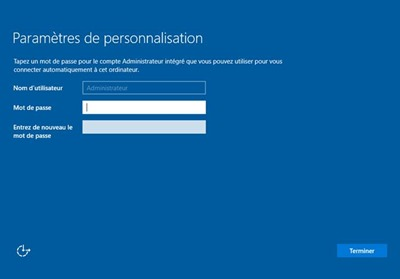 Paramètres de personnalisation
Tapez un mot de passe pour le compte Administrateur intégré que vous pouvez utiliser pour vous
connecter automatiquement à cet ordinateur.
Nom d'utilisateur
Administrateur
Mot de passe
Entrez de nouveau le
mot de passe
Terminer